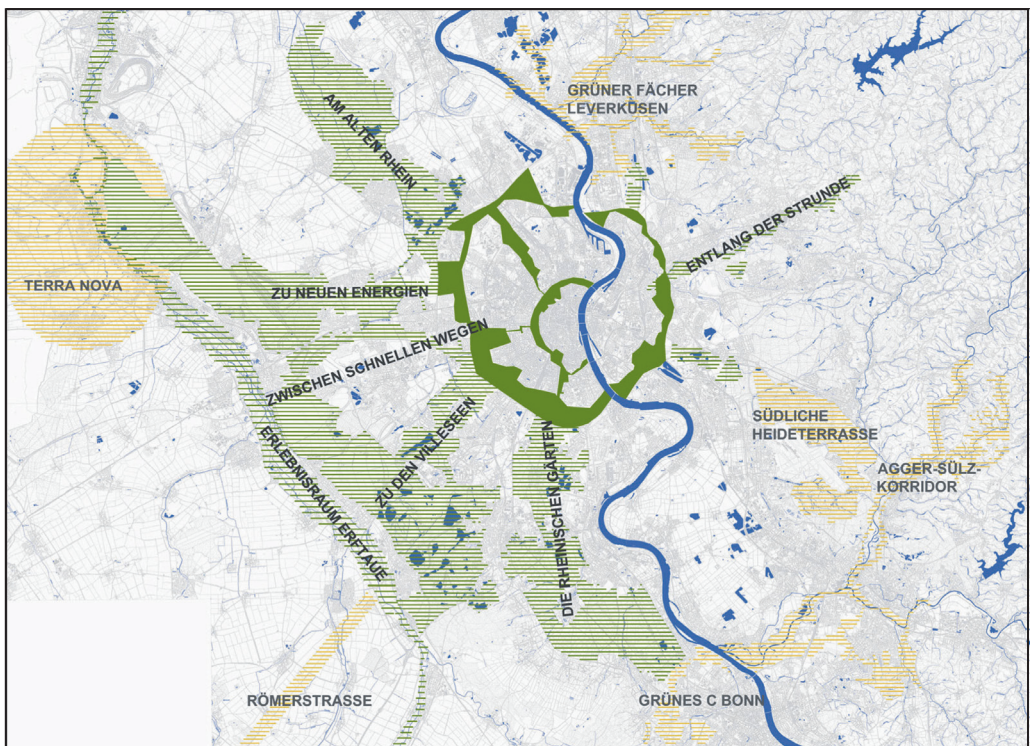 GRÜNER FÄCHER
LEVERKUSEN
AM ALTEN RHEIN
ENTLANG DER STRUNDE
TERRA NOVA
ZU NEUEN ENERGIEN
ZWISCHEN SCHNELLEN WEGEN
SÜDLICHE
HEIDETERRASSE
ZU DEN VILLESEEN
DIE RHEINISCHEN GÄRTEN
AGGER-SÜLZ-
KORRIDOR
ERLEBNISRAUM ERFTAUE
RÖMERSTRASSE
GRÜNES C BONN